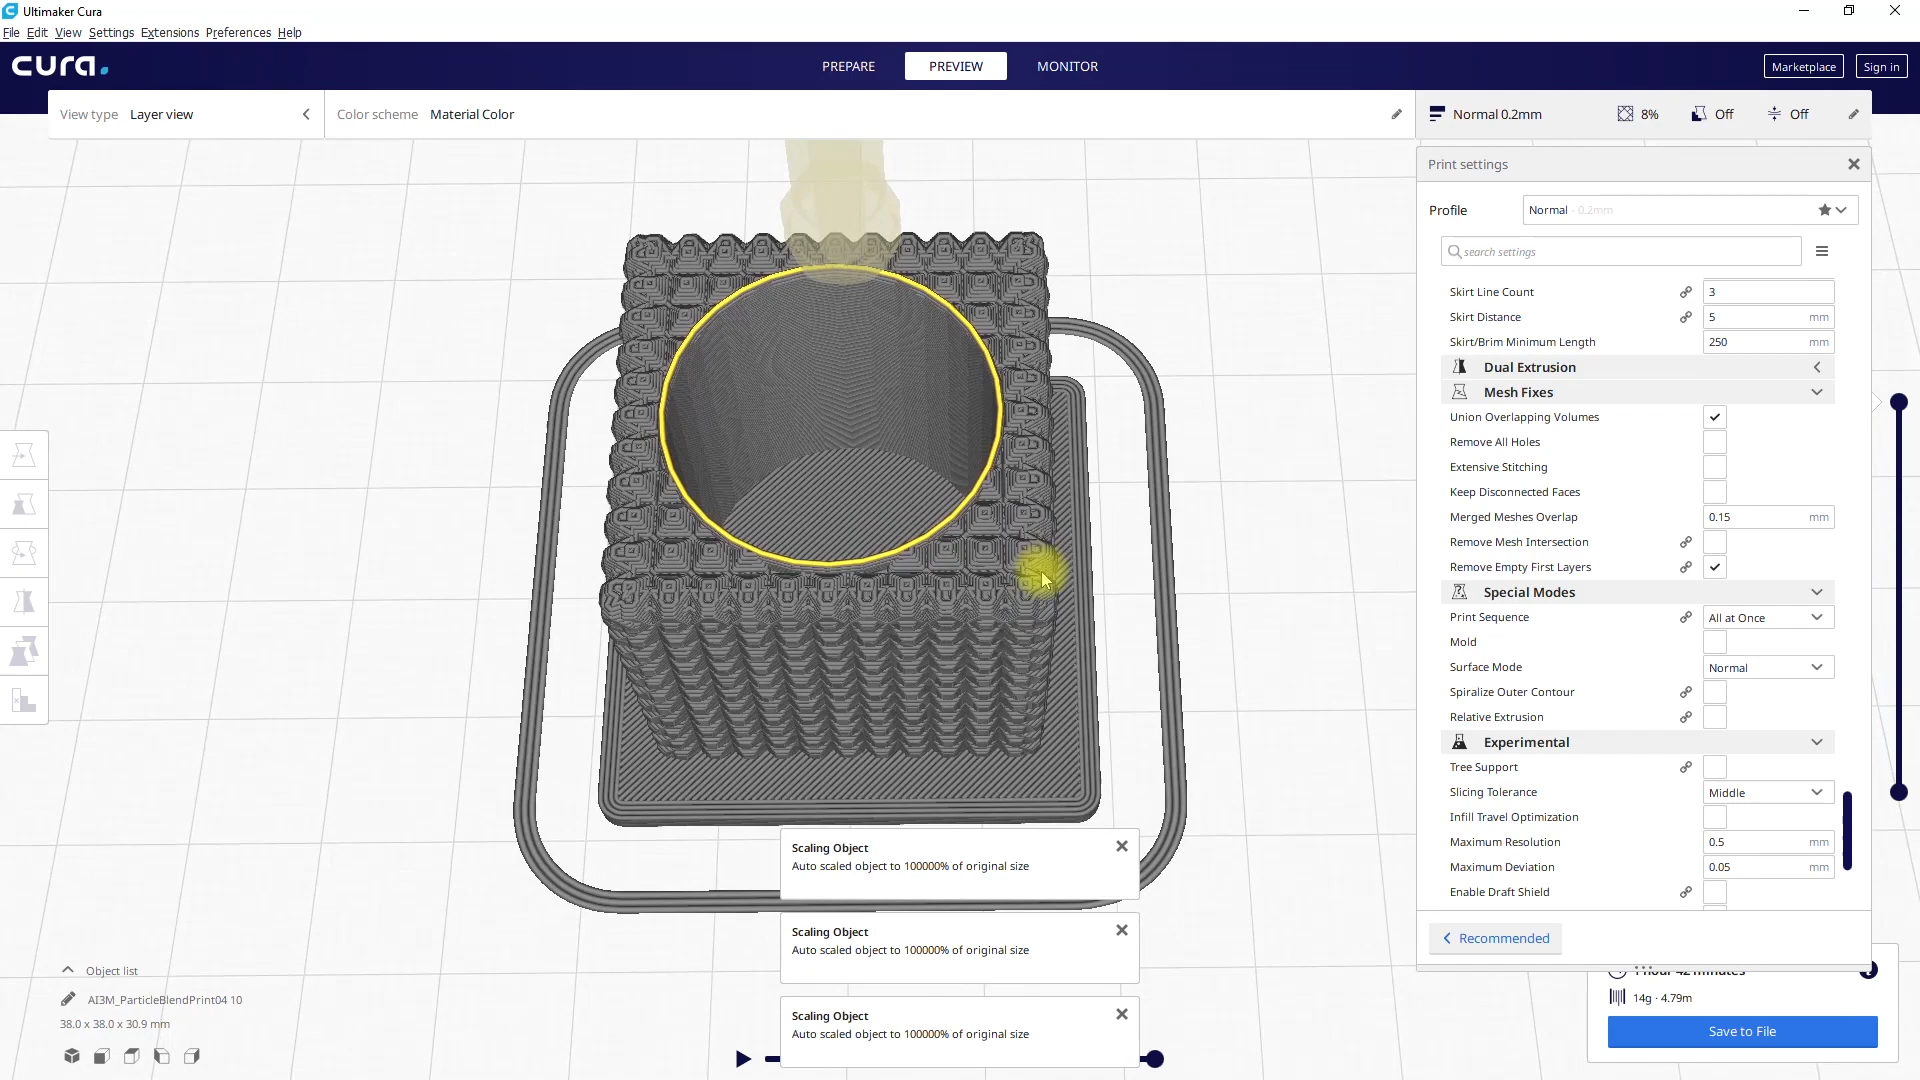 Ultimaker Cura
File Edit View Settings Extensions Preferences Help
cura.
PREPARE PREVIEW MONITOR
Marketplace Sign in
View type Layer view
Color scheme Material Color
Normal 0.2mm 8% Off Off
Print settings
Profile Normal - 0.2mm
search settings
Skirt Line Count 3
Skirt Distance 5 mm
Skirt/Brim Minimum Length 250 mm
Dual Extrusion
Mesh Fixes
Union Overlapping Volumes
Remove All Holes
Extensive Stitching
Keep Disconnected Faces
Merged Meshes Overlap 0.15 mm
Remove Mesh Intersection
Remove Empty First Layers
Special Modes
Print Sequence All at Once
Mold
Surface Mode Normal
Spiralize Outer Contour
Relative Extrusion
Experimental
Tree Support
Slicing Tolerance Middle
Infill Travel Optimization
Maximum Resolution 0.5 mm
Maximum Deviation 0.05 mm
Enable Draft Shield
Recommended
1 hour 42 minutes
14g · 4.79m
Save to File
Scaling Object
Auto scaled object to 100000% of original size
Scaling Object
Auto scaled object to 100000% of original size
Scaling Object
Auto scaled object to 100000% of original size
Object list
AI3M_ParticleBlendPrint04 10
38.0 x 38.0 x 30.9 mm